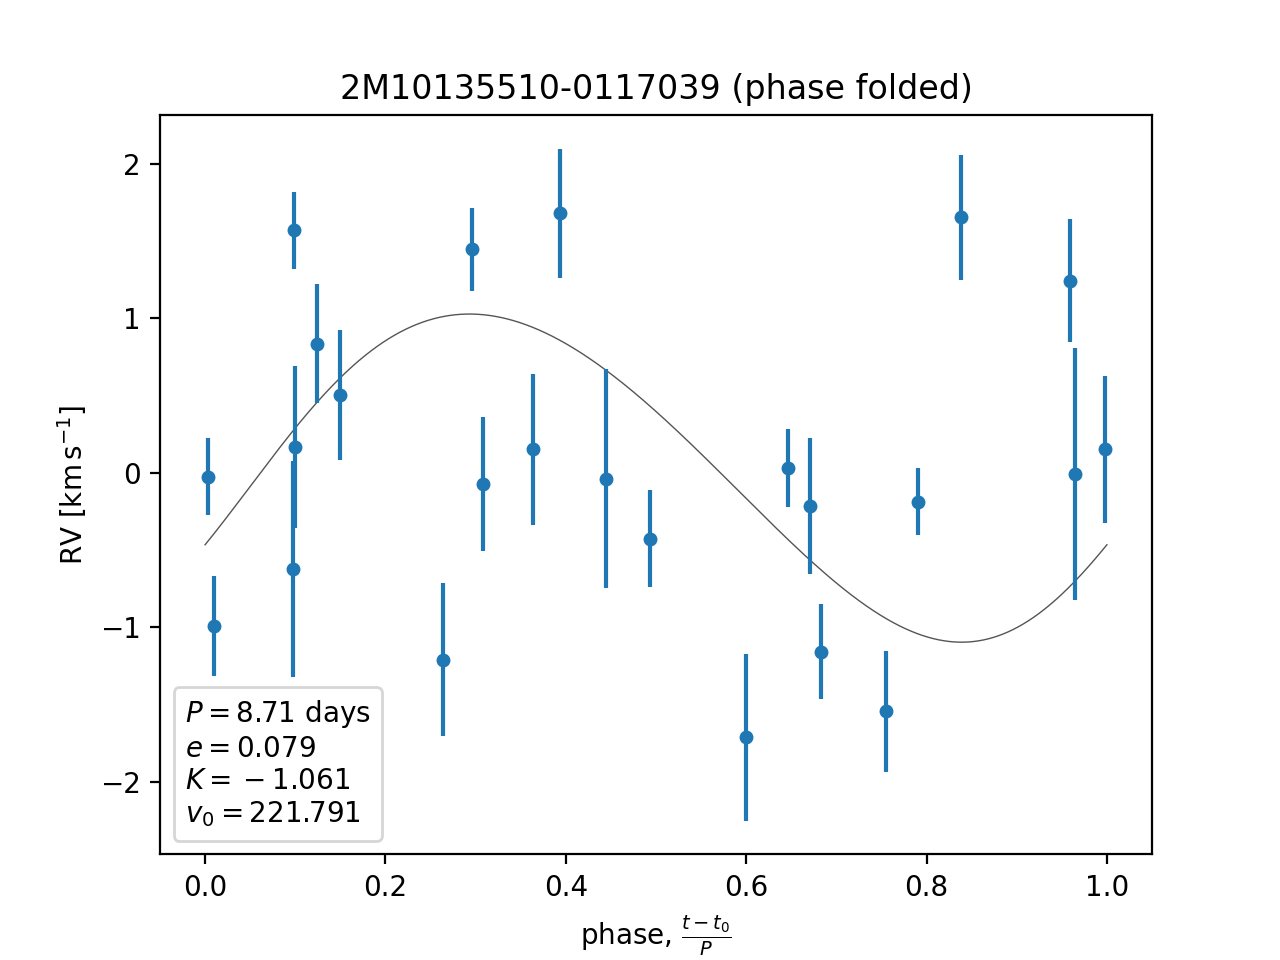 2M10135510-0117039 (phase folded)
RV [km s⁻¹]
2
1
0
−1
−2
P = 8.71 days
e = 0.079
K = −1.061
v₀ = 221.791
0.0 0.2 0.4 0.6 0.8 1.0
phase, (t − t₀)/P